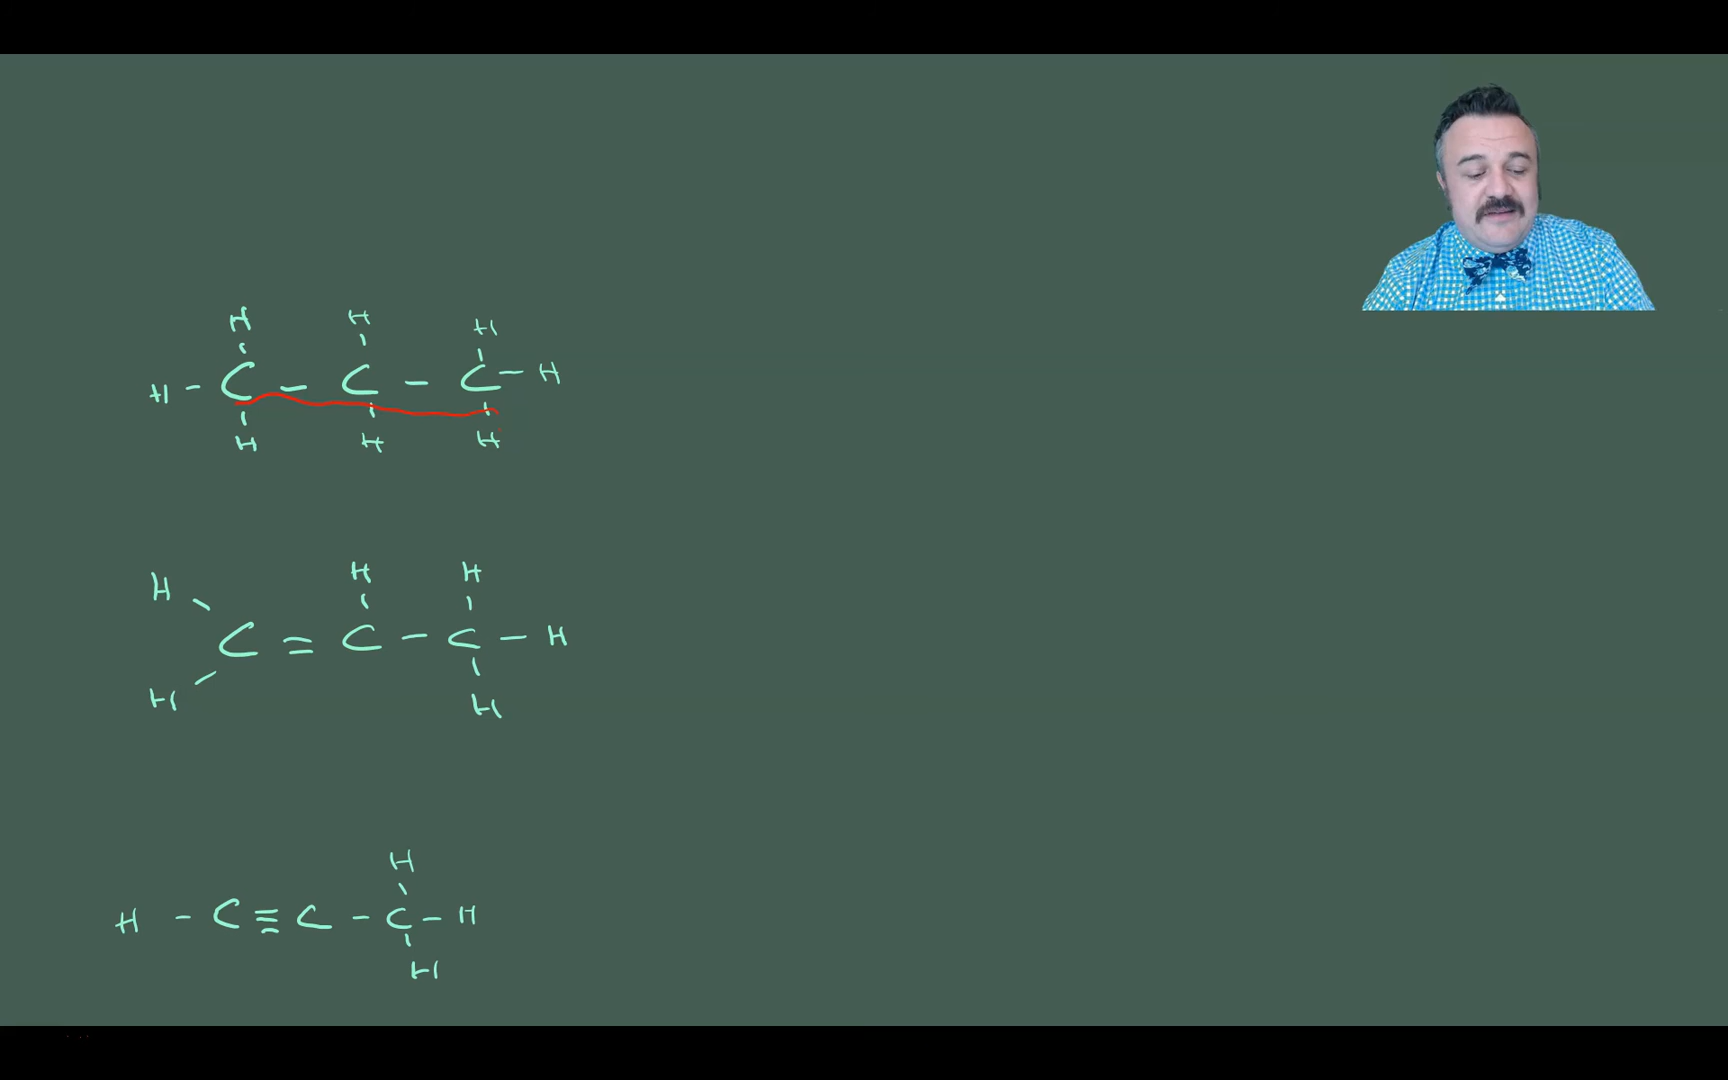 H H H
H - C - C - C - H
H H H
H H H
C = C - C - H
H H
H
H - C ≡ C - C - H
H